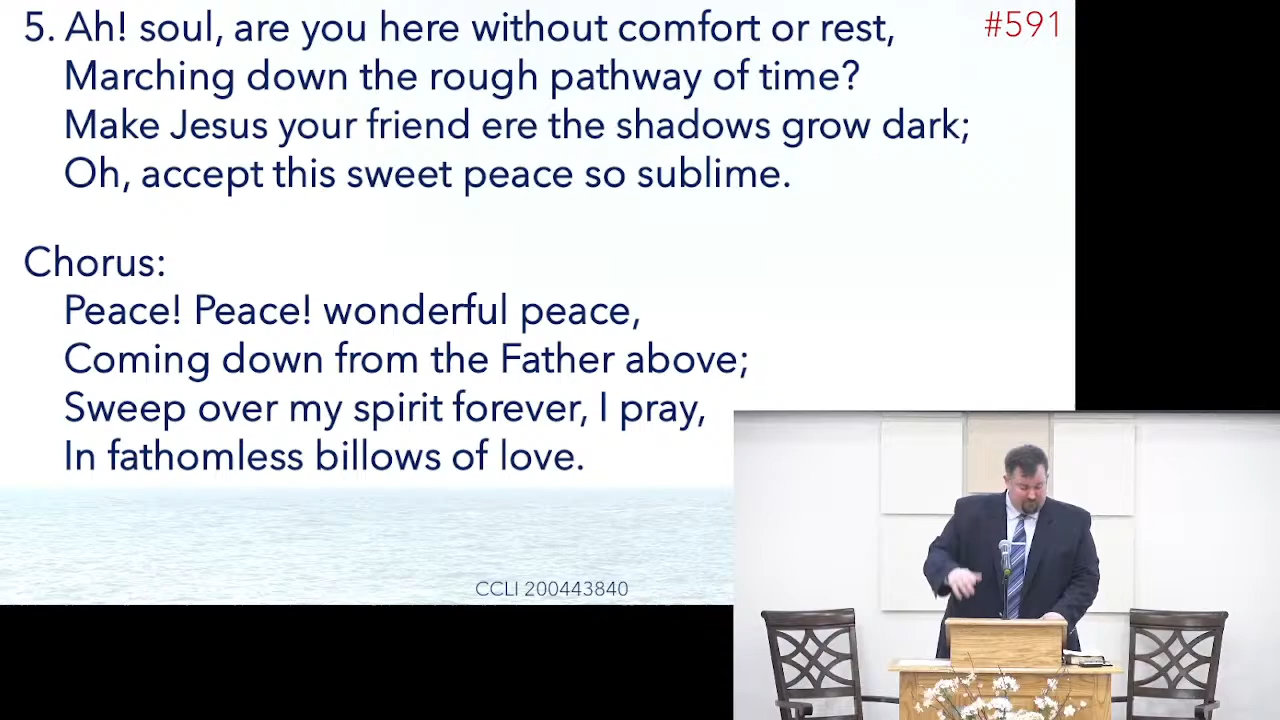 5. Ah! soul, are you here without comfort or rest,
#591
Marching down the rough pathway of time?
Make Jesus your friend ere the shadows grow dark;
Oh, accept this sweet peace so sublime.
Chorus:
Peace! Peace! wonderful peace,
Coming down from the Father above;
Sweep over my spirit forever, I pray,
In fathomless billows of love.
CCLI 200443840